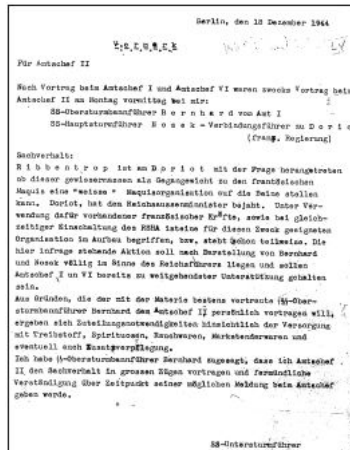 Berlin, den 18 Dezember 1944
Für Amtschef II
Nach Vortrag beim Amtschef I und Amtschef VI waren zwecks Vortrag beim
Amtschef II am Montag vormittag bei mir:
SS-Obersturmbannführer Bernhard von Amt I
SS-Hauptsturmführer Nosek - Verbindungsführer zu Doriot
(franz. Regierung)
Sachverhalt:
Ribbentrop ist an Doriot mit der Frage herangetreten
ob dieser gewissermassen als Gegengewicht zu den französischen
Maquis eine "weisse" Maquisorganisation auf die Beine stellen
kann. Doriot, hat dem Reichsaussenminister bejaht. Unter Ver-
wendung dafür vorhandener französischer Kräfte, sowie bei gleich-
zeitiger Einschaltung des RSHA ist eine für diesen Zweck geeignete
Organisation im Aufbau begriffen, bzw. steht schon teilweise. Die
hier infrage stehende Aktion soll nach Darstellung von Bernhard
und Nosek völlig im Sinne des Reichsführers liegen und sollen
Amtschef I un VI bereits zu weitgehendster Unterstützung gehalten
sein.
Aus Gründen, die der mit der Materie bestens vertraute SS-Ober-
sturmbannführer Bernhard dem Amtschef II persönlich vortragen will,
ergeben sich Zuteilungsnotwendigkeiten hinsichtlich der Versorgung
mit Treibstoff, Spirituosen, Rauchwaren, Marketenderwaren und
eventuell auch Zusatzverpflegung.
Ich habe SS-Obersturmbannführer Bernhard zugesagt, dass ich Amtschef
II den Sachverhalt in grossen Zügen vortragen und fernmündliche
Verständigung über Zeitpunkt seiner möglichen Meldung beim Amtschef
geben werde.
SS-Untersturmführer